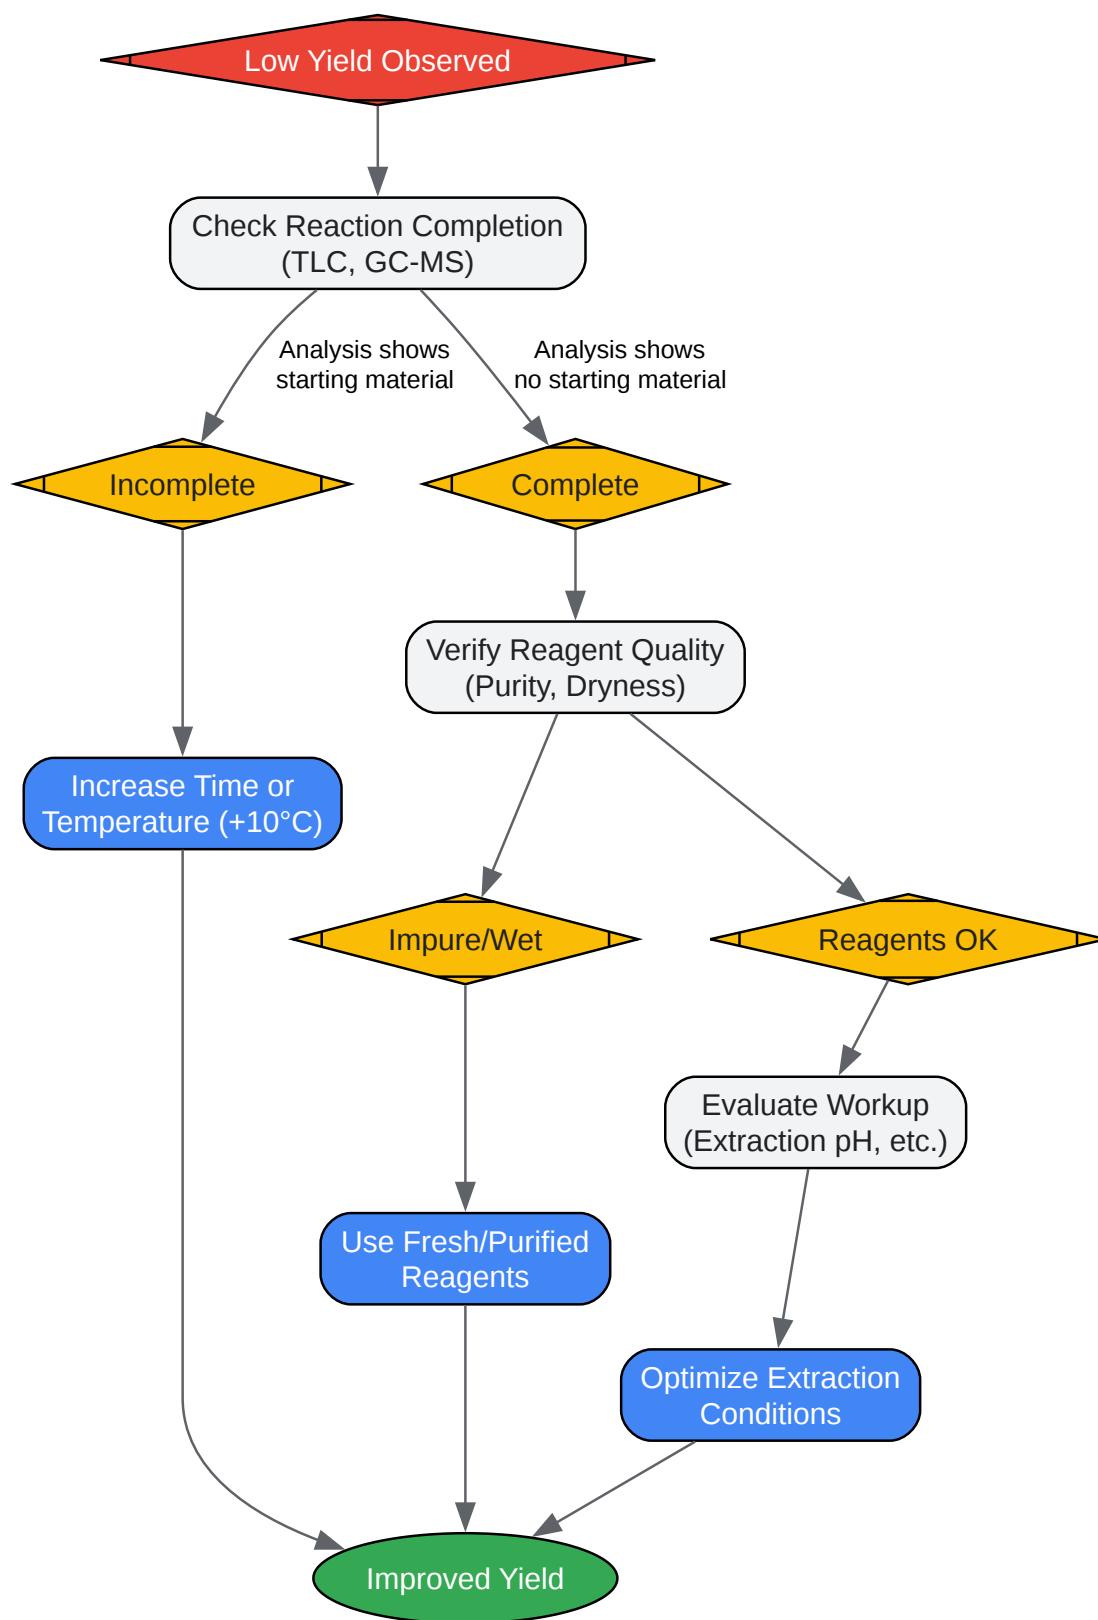 Low Yield Observed
Check Reaction Completion
(TLC, GC-MS)
Analysis shows
starting material
Analysis shows
no starting material
Incomplete
Complete
Verify Reagent Quality
(Purity, Dryness)
Increase Time or
Temperature (+10°C)
Impure/Wet
Reagents OK
Evaluate Workup
(Extraction pH, etc.)
Use Fresh/Purified
Reagents
Optimize Extraction
Conditions
Improved Yield